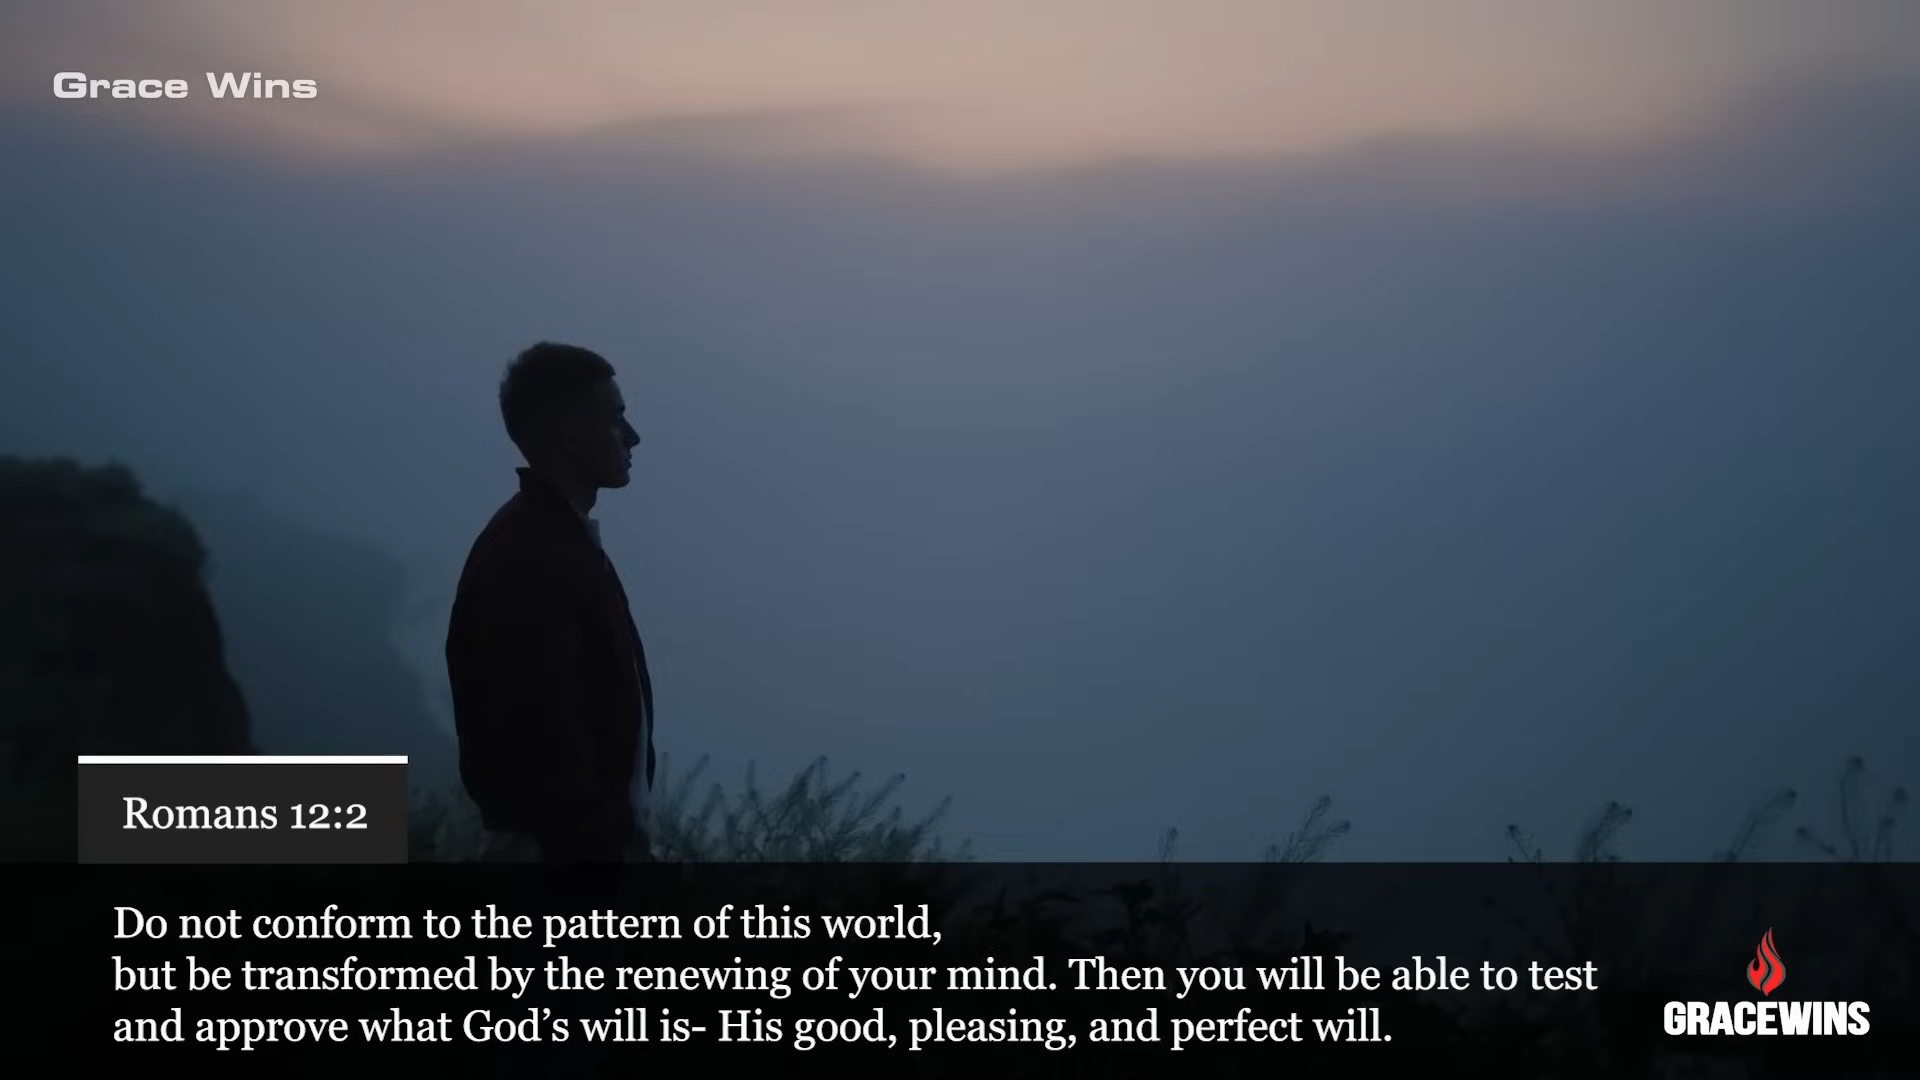 Grace Wins
Romans 12:2
Do not conform to the pattern of this world,
but be transformed by the renewing of your mind. Then you will be able to test
and approve what God’s will is- His good, pleasing, and perfect will.
GRACEWINS